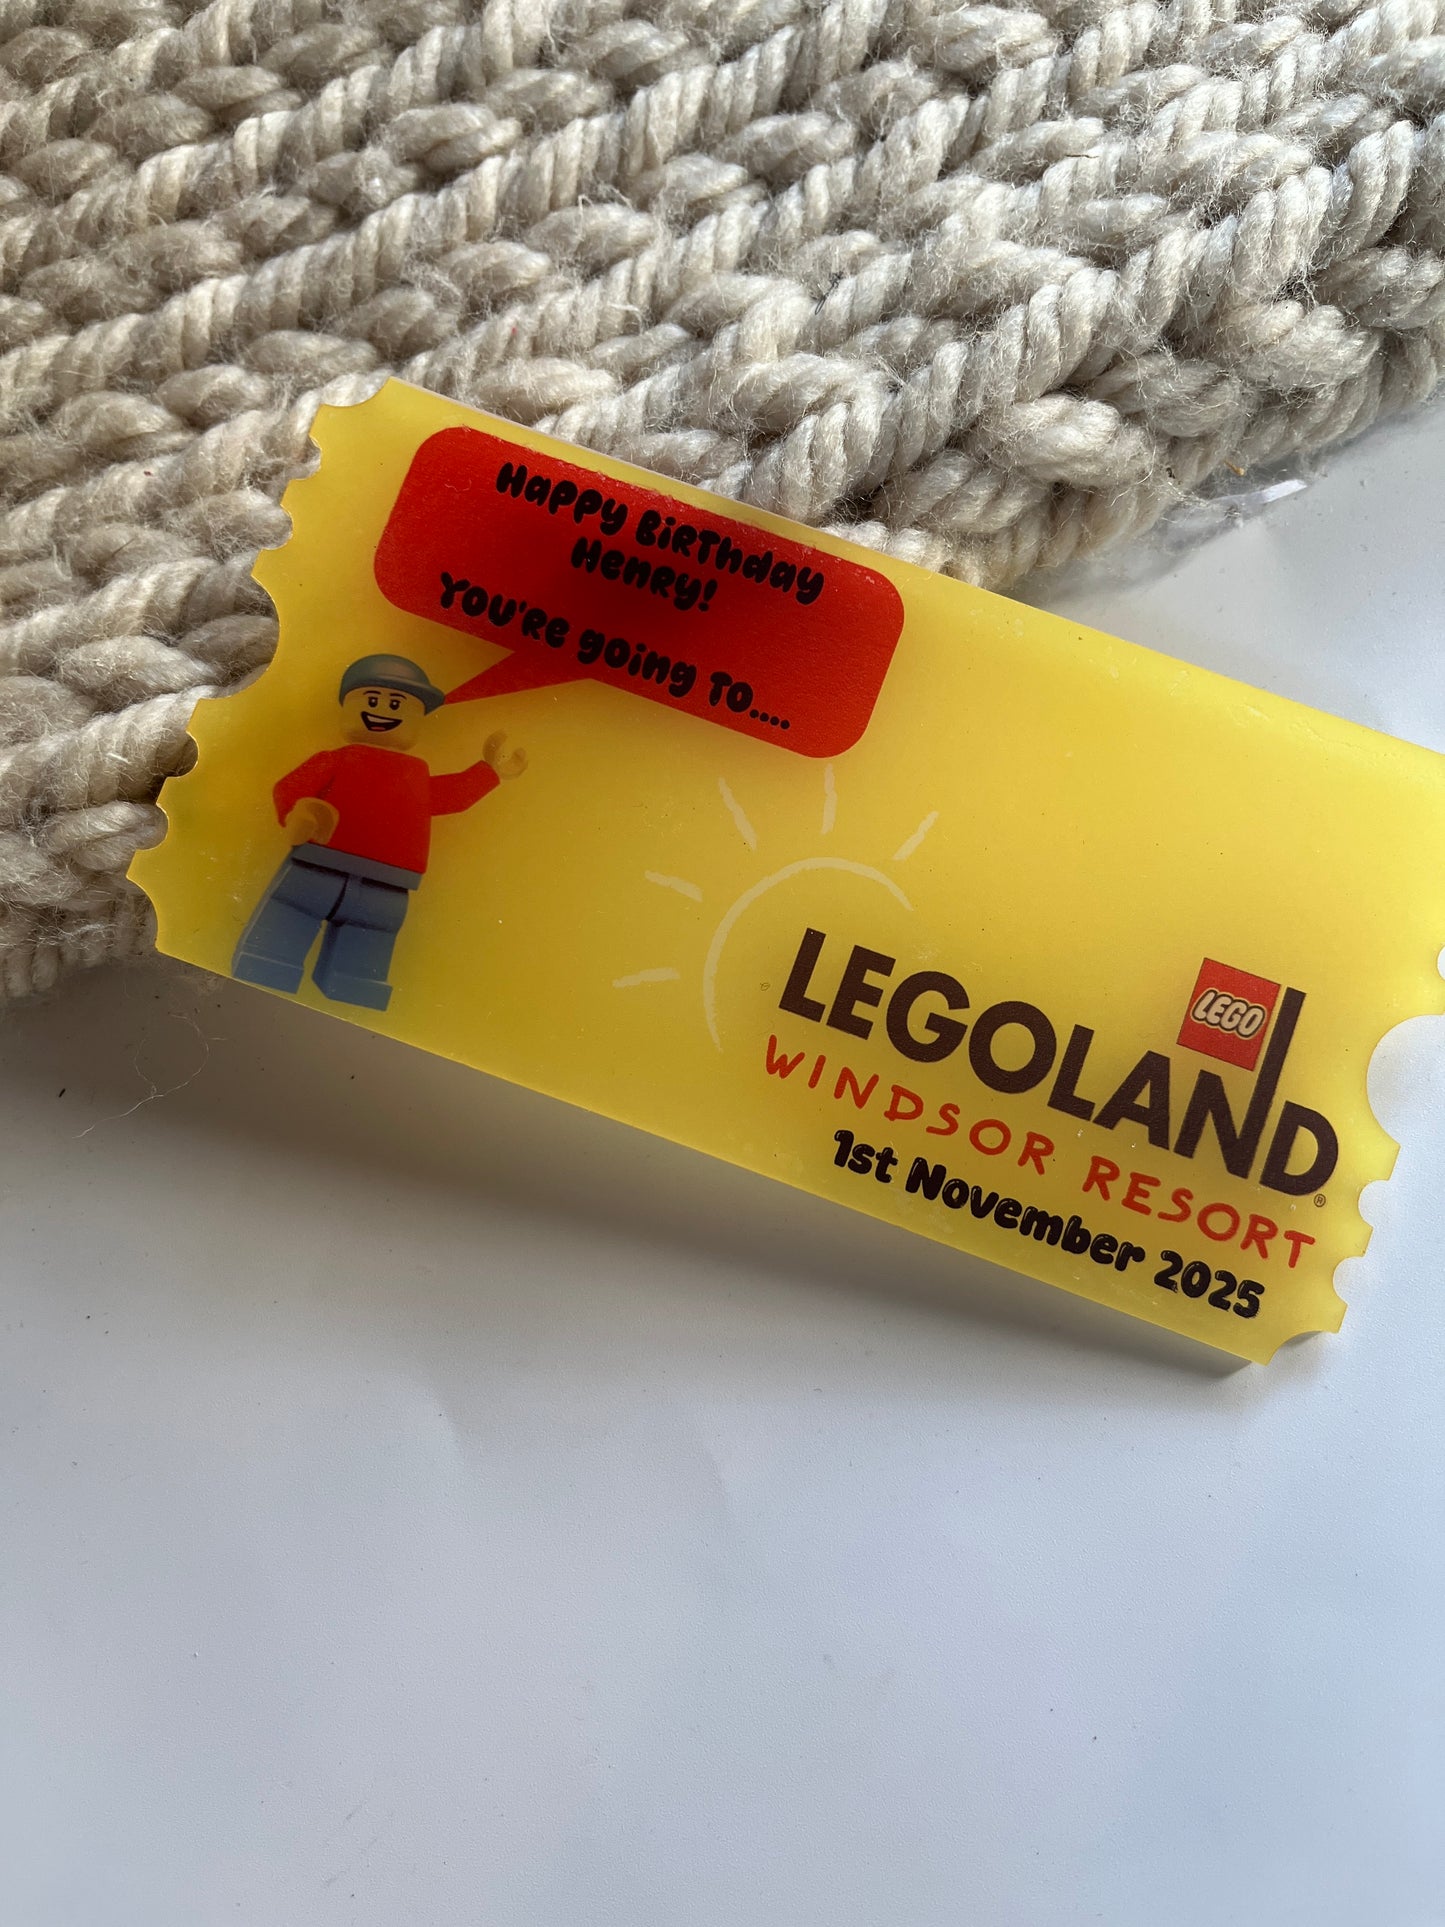 Happy Birthday
Henry!
You're going to....
LEGO
LEGOLAND®
WINDSOR RESORT
1st November 2025